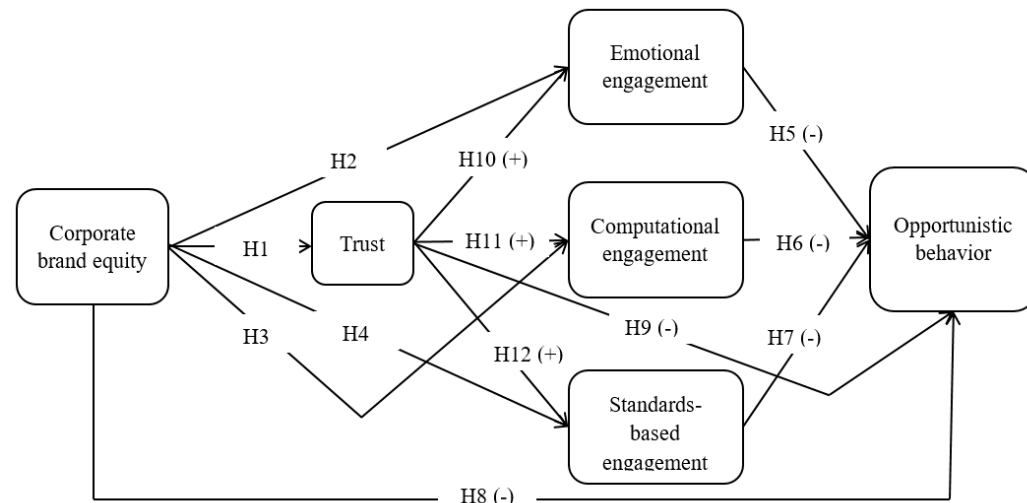 Emotional
engagement
H5 (-)
H2
H10 (+)
Corporate
brand equity
H1
Trust
H11 (+)
Computational
engagement
H6 (-)
Opportunistic
behavior
H3
H4
H9 (-)
H7 (-)
H12 (+)
Standards-
based
engagement
H8 (-)